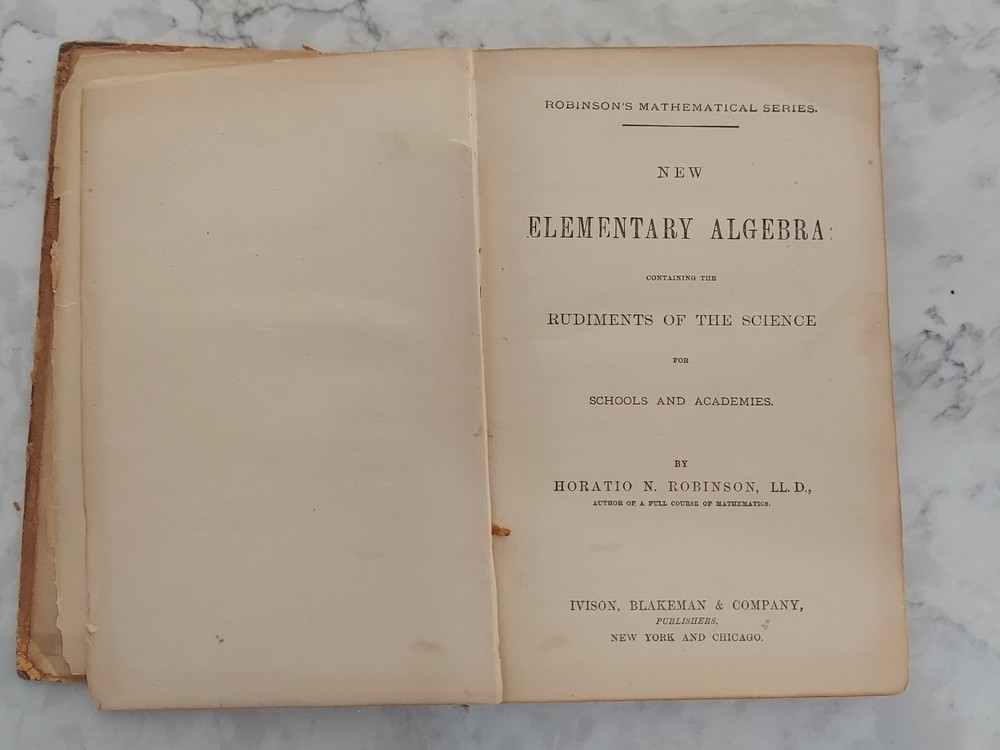 ROBINSON'S MATHEMATICAL SERIES.
NEW
ELEMENTARY ALGEBRA:
CONTAINING THE
RUDIMENTS OF THE SCIENCE
FOR
SCHOOLS AND ACADEMIES.
BY
HORATIO N. ROBINSON, LL. D.,
AUTHOR OF A FULL COURSE OF MATHEMATICS.
IVISON, BLAKEMAN & COMPANY,
PUBLISHERS,
NEW YORK AND CHICAGO.